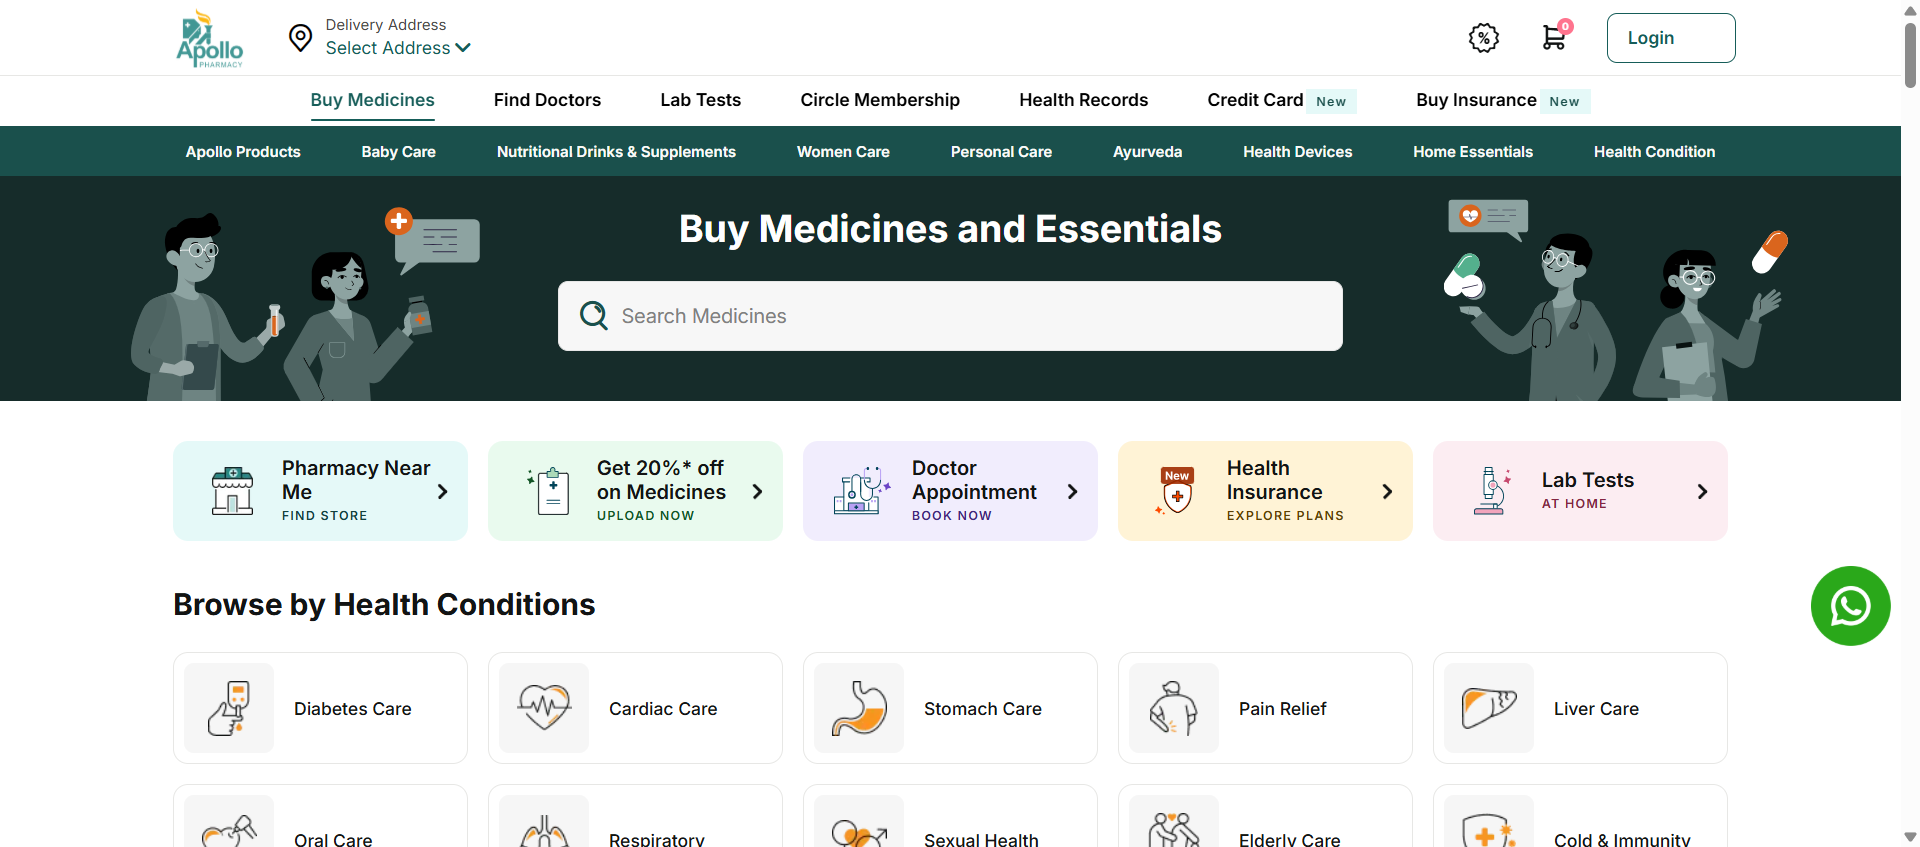 Apollo
PHARMACY
Delivery Address
Select Address
0
Login
Buy Medicines
Find Doctors
Lab Tests
Circle Membership
Health Records
Credit Card New
Buy Insurance New
Apollo Products
Baby Care
Nutritional Drinks & Supplements
Women Care
Personal Care
Ayurveda
Health Devices
Home Essentials
Health Condition
Buy Medicines and Essentials
Search Medicines
Pharmacy Near
Me
FIND STORE
Get 20%* off
on Medicines
UPLOAD NOW
Doctor
Appointment
BOOK NOW
New
Health
Insurance
EXPLORE PLANS
Lab Tests
AT HOME
Browse by Health Conditions
Diabetes Care
Cardiac Care
Stomach Care
Pain Relief
Liver Care
Oral Care
Respiratory
Sexual Health
Elderly Care
Cold & Immunity